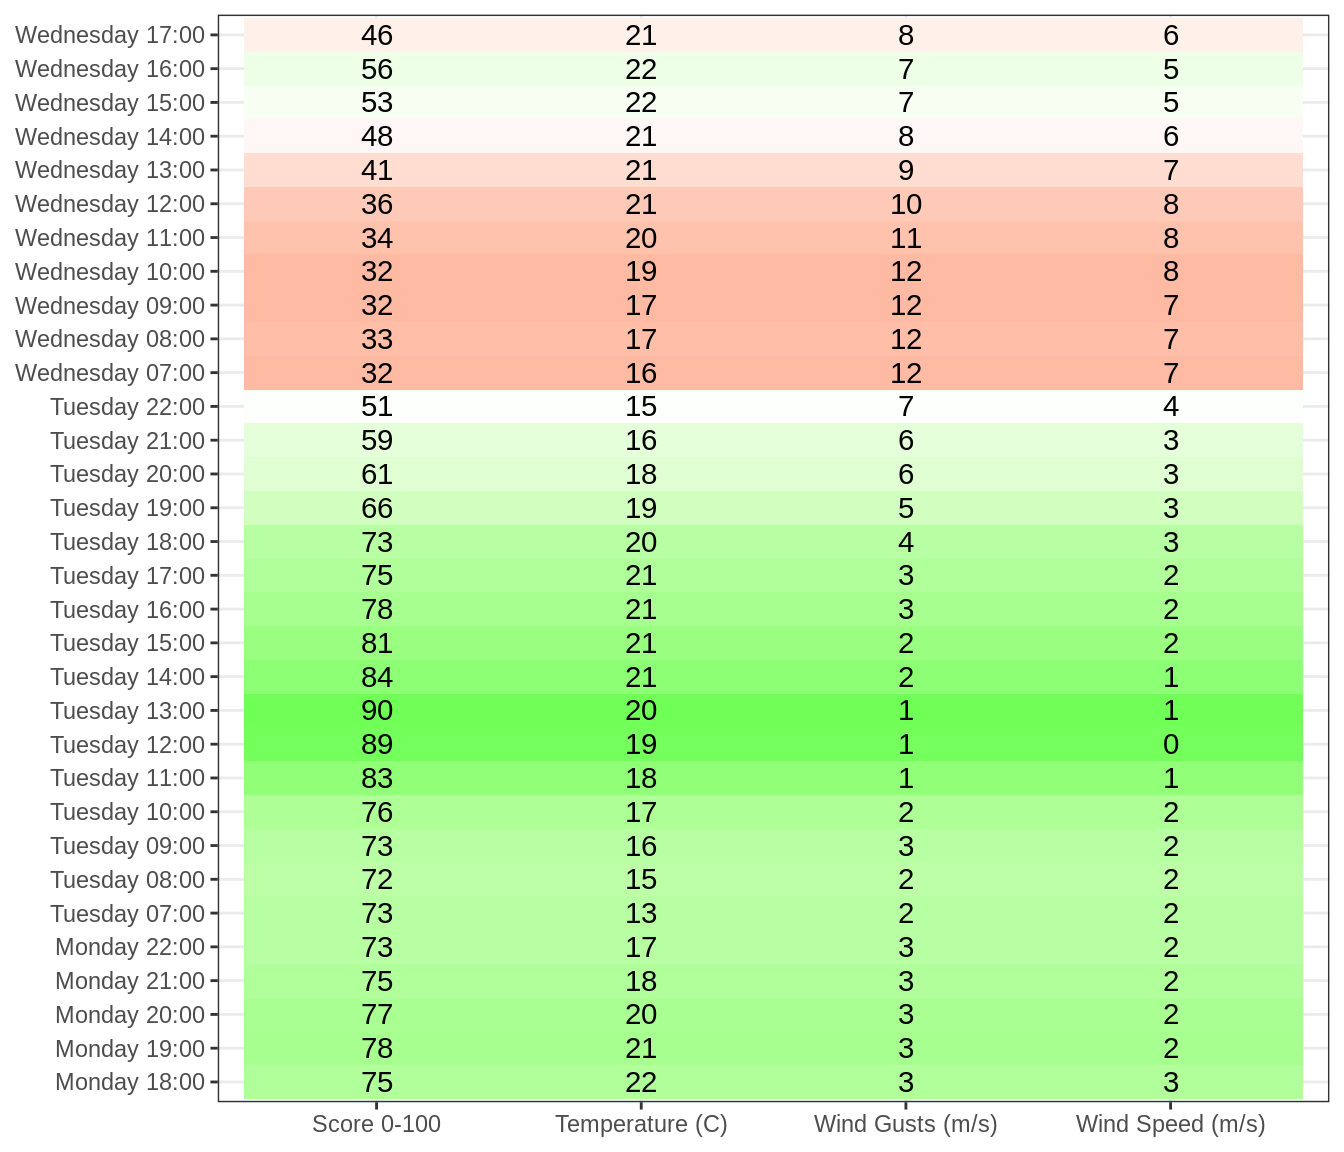 Wednesday 17:00 46 21 8 6
Wednesday 16:00 56 22 7 5
Wednesday 15:00 53 22 7 5
Wednesday 14:00 48 21 8 6
Wednesday 13:00 41 21 9 7
Wednesday 12:00 36 21 10 8
Wednesday 11:00 34 20 11 8
Wednesday 10:00 32 19 12 8
Wednesday 09:00 32 17 12 7
Wednesday 08:00 33 17 12 7
Wednesday 07:00 32 16 12 7
Tuesday 22:00 51 15 7 4
Tuesday 21:00 59 16 6 3
Tuesday 20:00 61 18 6 3
Tuesday 19:00 66 19 5 3
Tuesday 18:00 73 20 4 3
Tuesday 17:00 75 21 3 2
Tuesday 16:00 78 21 3 2
Tuesday 15:00 81 21 2 2
Tuesday 14:00 84 21 2 1
Tuesday 13:00 90 20 1 1
Tuesday 12:00 89 19 1 0
Tuesday 11:00 83 18 1 1
Tuesday 10:00 76 17 2 2
Tuesday 09:00 73 16 3 2
Tuesday 08:00 72 15 2 2
Tuesday 07:00 73 13 2 2
Monday 22:00 73 17 3 2
Monday 21:00 75 18 3 2
Monday 20:00 77 20 3 2
Monday 19:00 78 21 3 2
Monday 18:00 75 22 3 3
Score 0-100 Temperature (C) Wind Gusts (m/s) Wind Speed (m/s)